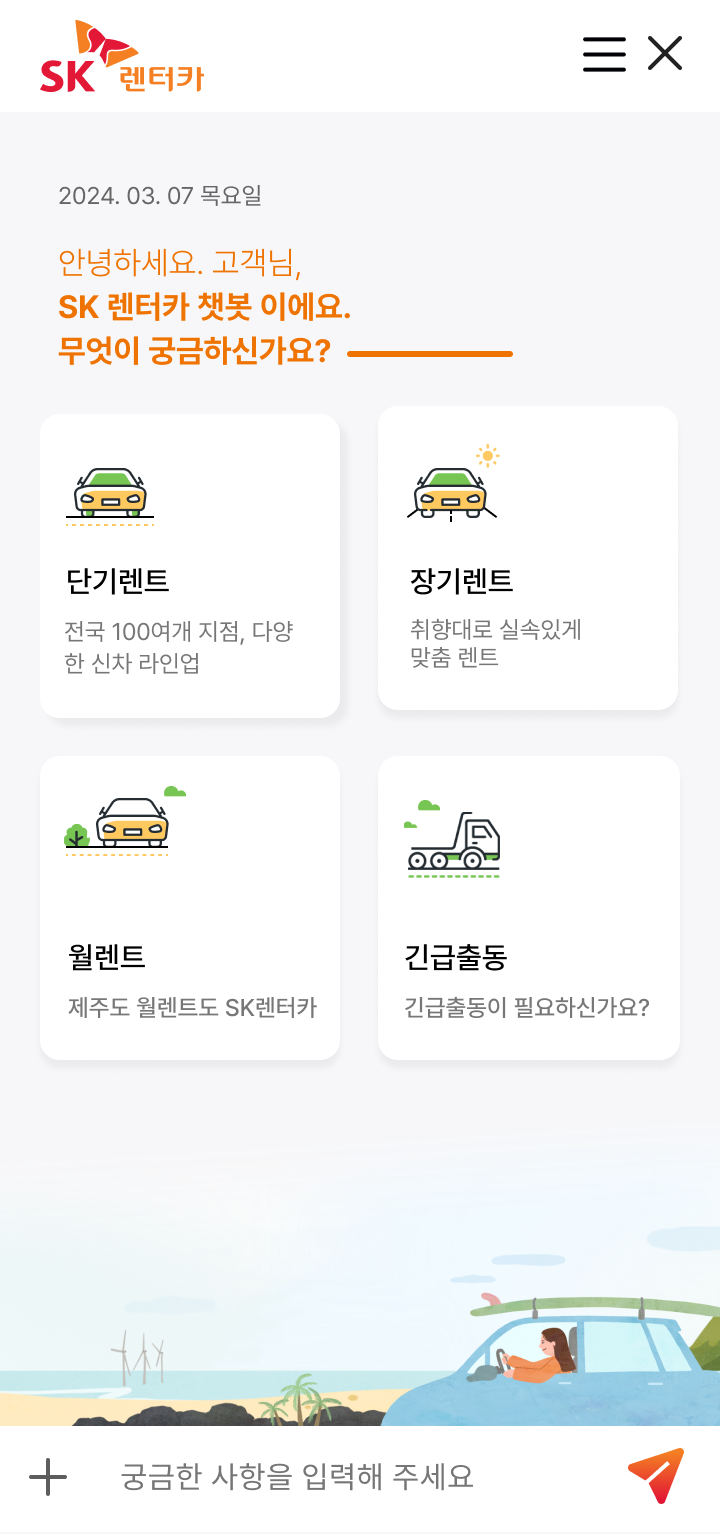 SK 렌터카
2024. 03. 07 목요일
안녕하세요. 고객님,
SK 렌터카 챗봇 이에요.
무엇이 궁금하신가요?
단기렌트
전국 100여개 지점, 다양
한 신차 라인업
장기렌트
취향대로 실속있게
맞춤 렌트
월렌트
제주도 월렌트도 SK렌터카
긴급출동
긴급출동이 필요하신가요?
궁금한 사항을 입력해 주세요